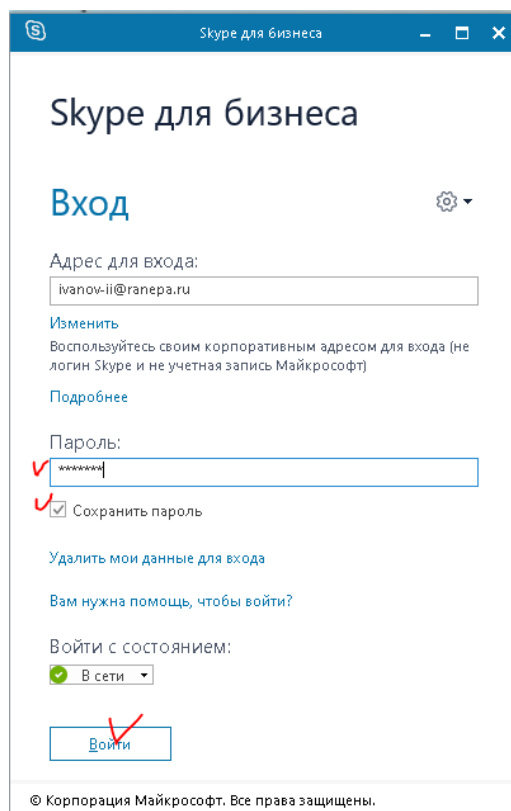 Skype для бизнеса
Skype для бизнеса
Вход
Адрес для входа:
ivanov-ii@ranepa.ru
Изменить
Воспользуйтесь своим корпоративным адресом для входа (не
логин Skype и не учетная запись Майкрософт)
Подробнее
Пароль:
*******
Сохранить пароль
Удалить мои данные для входа
Вам нужна помощь, чтобы войти?
Войти с состоянием:
В сети
Войти
© Корпорация Майкрософт. Все права защищены.